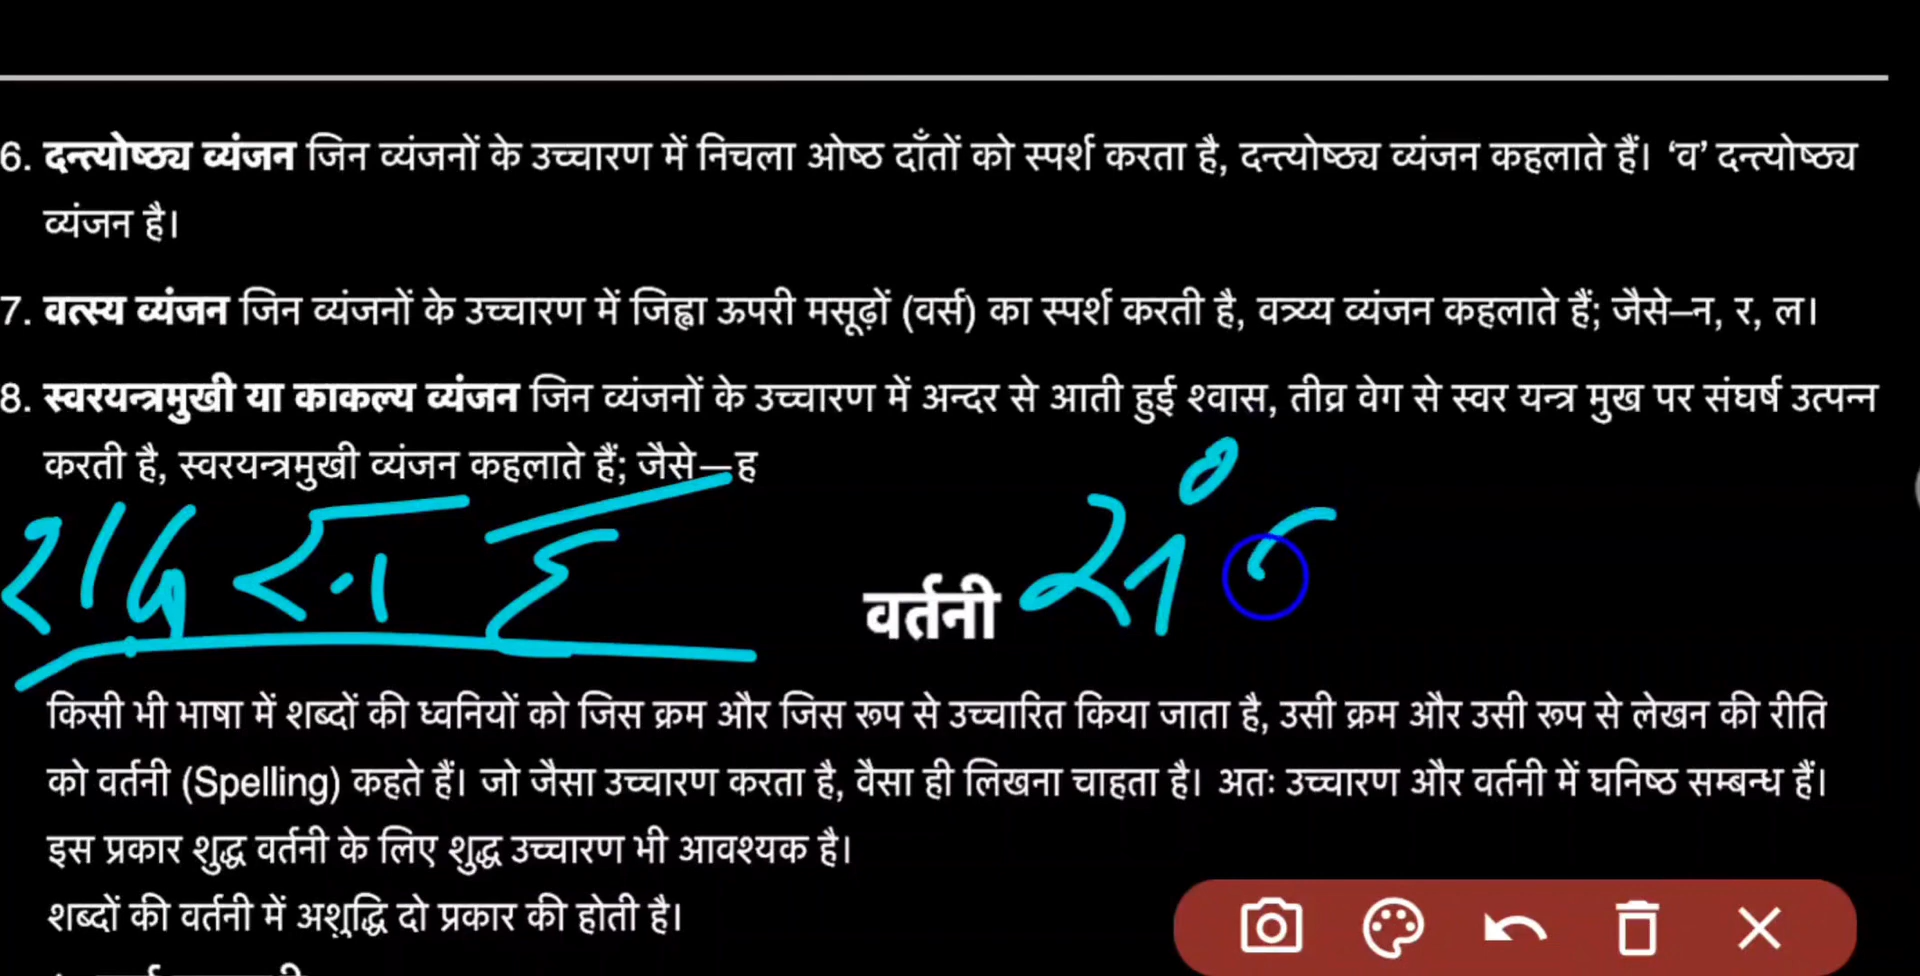 6. दन्त्योष्ठ्य व्यंजन जिन व्यंजनों के उच्चारण में निचला ओष्ठ दाँतों को स्पर्श करता है, दन्त्योष्ठ्य व्यंजन कहलाते हैं। ‘व’ दन्त्योष्ठ्य
व्यंजन है।
7. वर्त्स्य व्यंजन जिन व्यंजनों के उच्चारण में जिह्वा ऊपरी मसूढ़ों (वर्स) का स्पर्श करती है, व्यंजन कहलाते हैं; जैसे—न, र, ल।
8. स्वरयन्त्रमुखी या काकल्य व्यंजन जिन व्यंजनों के उच्चारण में अन्दर से आती हुई श्वास, तीव्र वेग से स्वर यन्त्र मुख पर संघर्ष उत्पन्न
करती है, स्वरयन्त्रमुखी व्यंजन कहलाते हैं; जैसे—ह
वर्तनी
किसी भी भाषा में शब्दों की ध्वनियों को जिस क्रम और जिस रूप से उच्चारित किया जाता है, उसी क्रम और उसी रूप से लेखन की रीति
को वर्तनी (Spelling) कहते हैं। जो जैसा उच्चारण करता है, वैसा ही लिखना चाहता है। अतः उच्चारण और वर्तनी में घनिष्ठ सम्बन्ध हैं।
इस प्रकार शुद्ध वर्तनी के लिए शुद्ध उच्चारण भी आवश्यक है।
शब्दों की वर्तनी में अशुद्धि दो प्रकार की होती है।